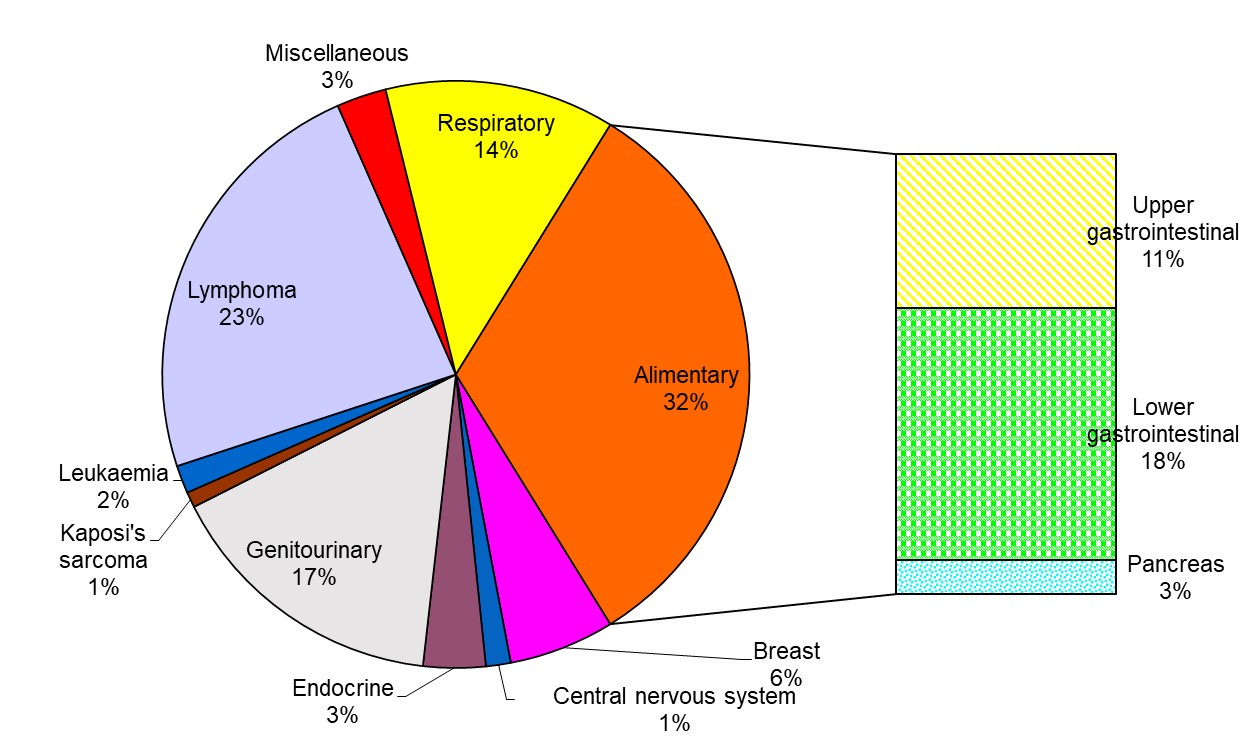 Miscellaneous
3%
Respiratory
14%
Alimentary
32%
Upper
gastrointestinal
11%
Lower
gastrointestinal
18%
Pancreas
3%
Breast
6%
Central nervous system
1%
Endocrine
3%
Genitourinary
17%
Kaposi's
sarcoma
1%
Leukaemia
2%
Lymphoma
23%